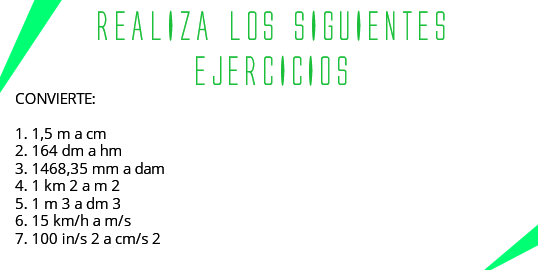 REALIZA LOS SIGUIENTES
EJERCICIOS
CONVIERTE:
1. 1,5 m a cm
2. 164 dm a hm
3. 1468,35 mm a dam
4. 1 km 2 a m 2
5. 1 m 3 a dm 3
6. 15 km/h a m/s
7. 100 in/s 2 a cm/s 2